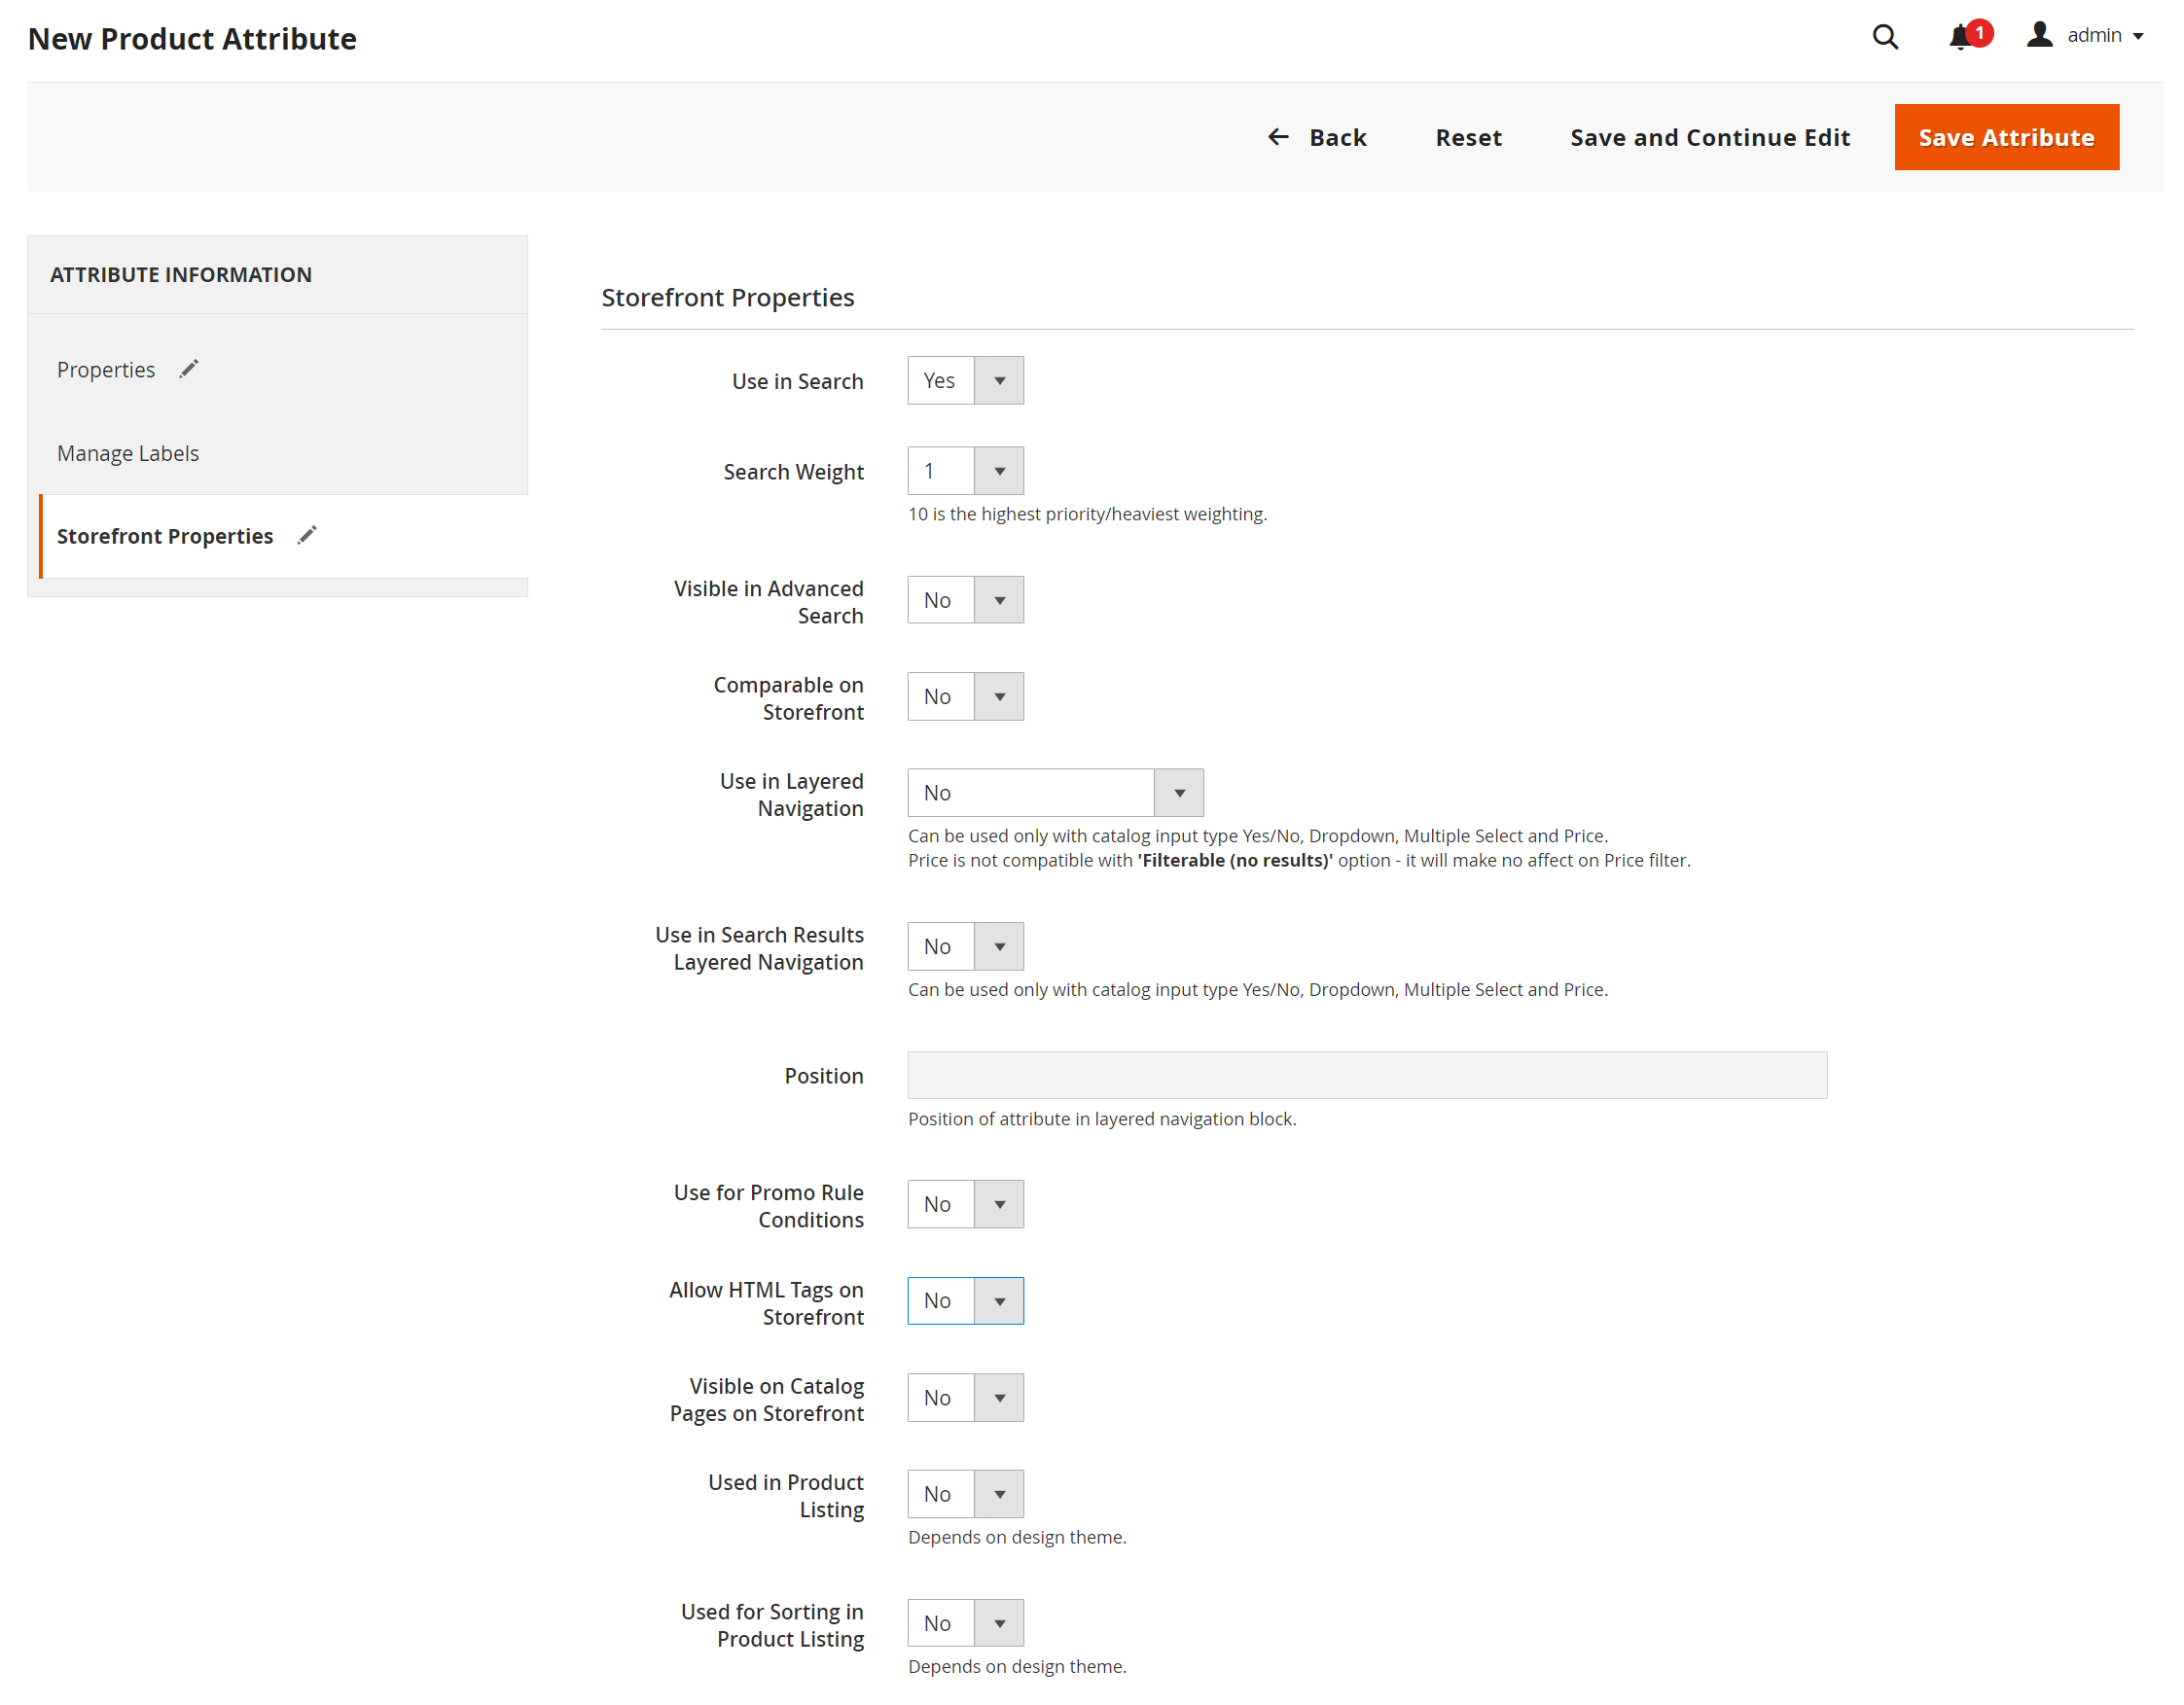 New Product Attribute
1
admin
Back
Reset
Save and Continue Edit
Save Attribute
ATTRIBUTE INFORMATION
Properties
Manage Labels
Storefront Properties
Storefront Properties
Use in Search
Yes
Search Weight
1
10 is the highest priority/heaviest weighting.
Visible in Advanced
Search
No
Comparable on
Storefront
No
Use in Layered
Navigation
No
Can be used only with catalog input type Yes/No, Dropdown, Multiple Select and Price.
Price is not compatible with 'Filterable (no results)' option - it will make no affect on Price filter.
Use in Search Results
Layered Navigation
No
Can be used only with catalog input type Yes/No, Dropdown, Multiple Select and Price.
Position
Position of attribute in layered navigation block.
Use for Promo Rule
Conditions
No
Allow HTML Tags on
Storefront
No
Visible on Catalog
Pages on Storefront
No
Used in Product
Listing
No
Depends on design theme.
Used for Sorting in
Product Listing
No
Depends on design theme.